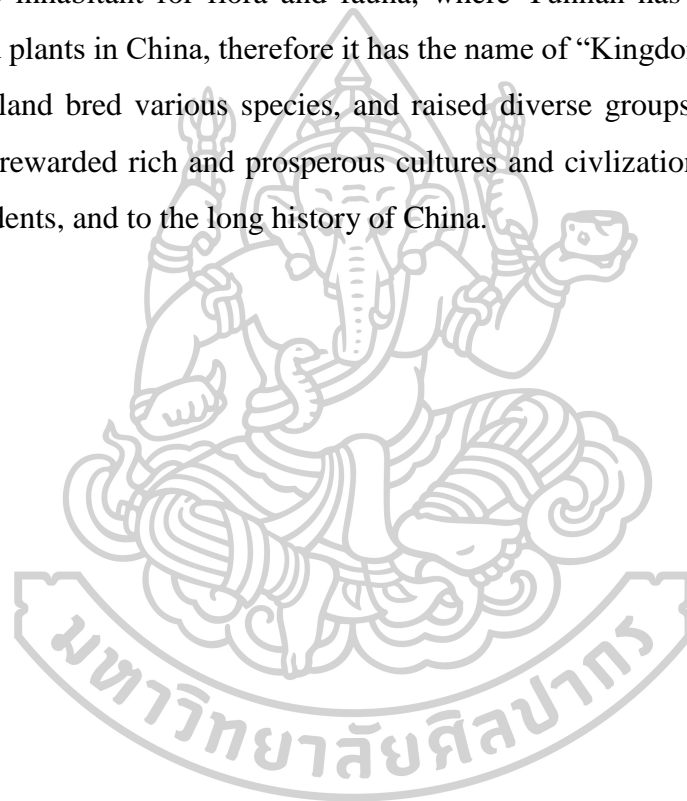 inhabitant for flora and fauna, where Yunnan has
plants in China, therefore it has the name of “Kingdo
land bred various species, and raised diverse groups
rewarded rich and prosperous cultures and civlization
dents, and to the long history of China.
มหาวิทยาลัยศิลปากร